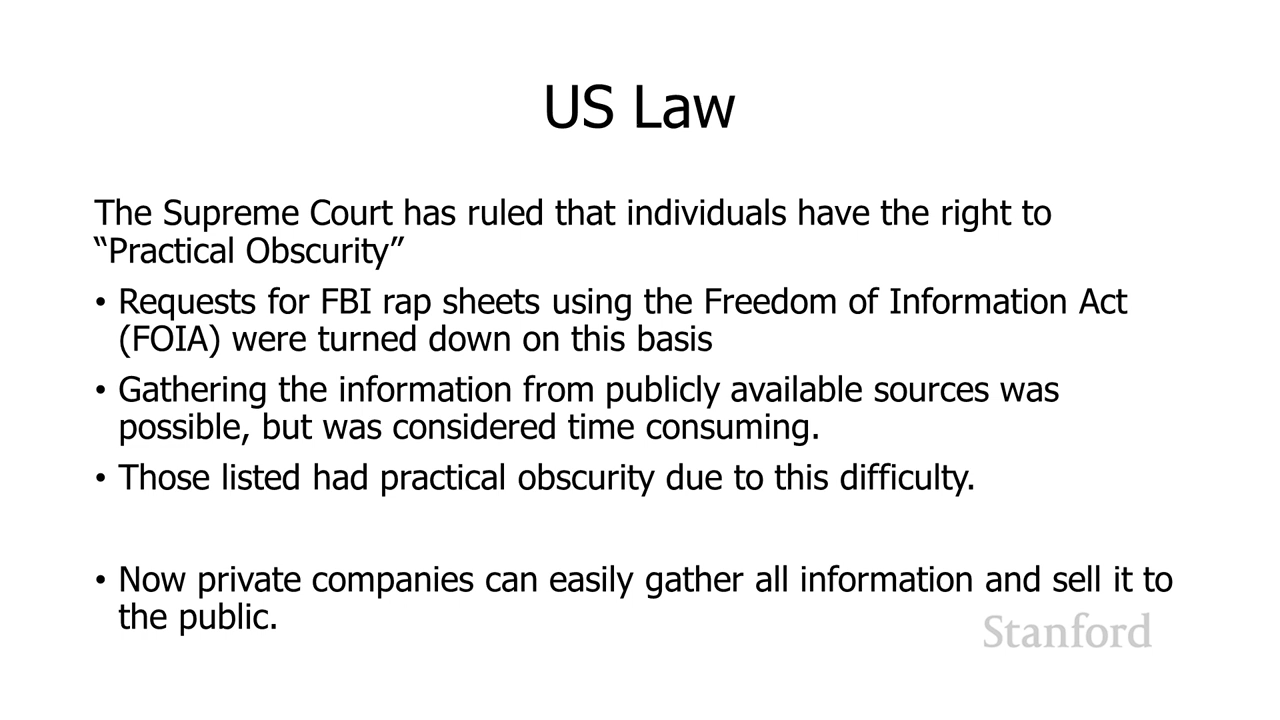 US Law
The Supreme Court has ruled that individuals have the right to
“Practical Obscurity”
• Requests for FBI rap sheets using the Freedom of Information Act
(FOIA) were turned down on this basis
• Gathering the information from publicly available sources was
possible, but was considered time consuming.
• Those listed had practical obscurity due to this difficulty.
• Now private companies can easily gather all information and sell it to
the public.
Stanford